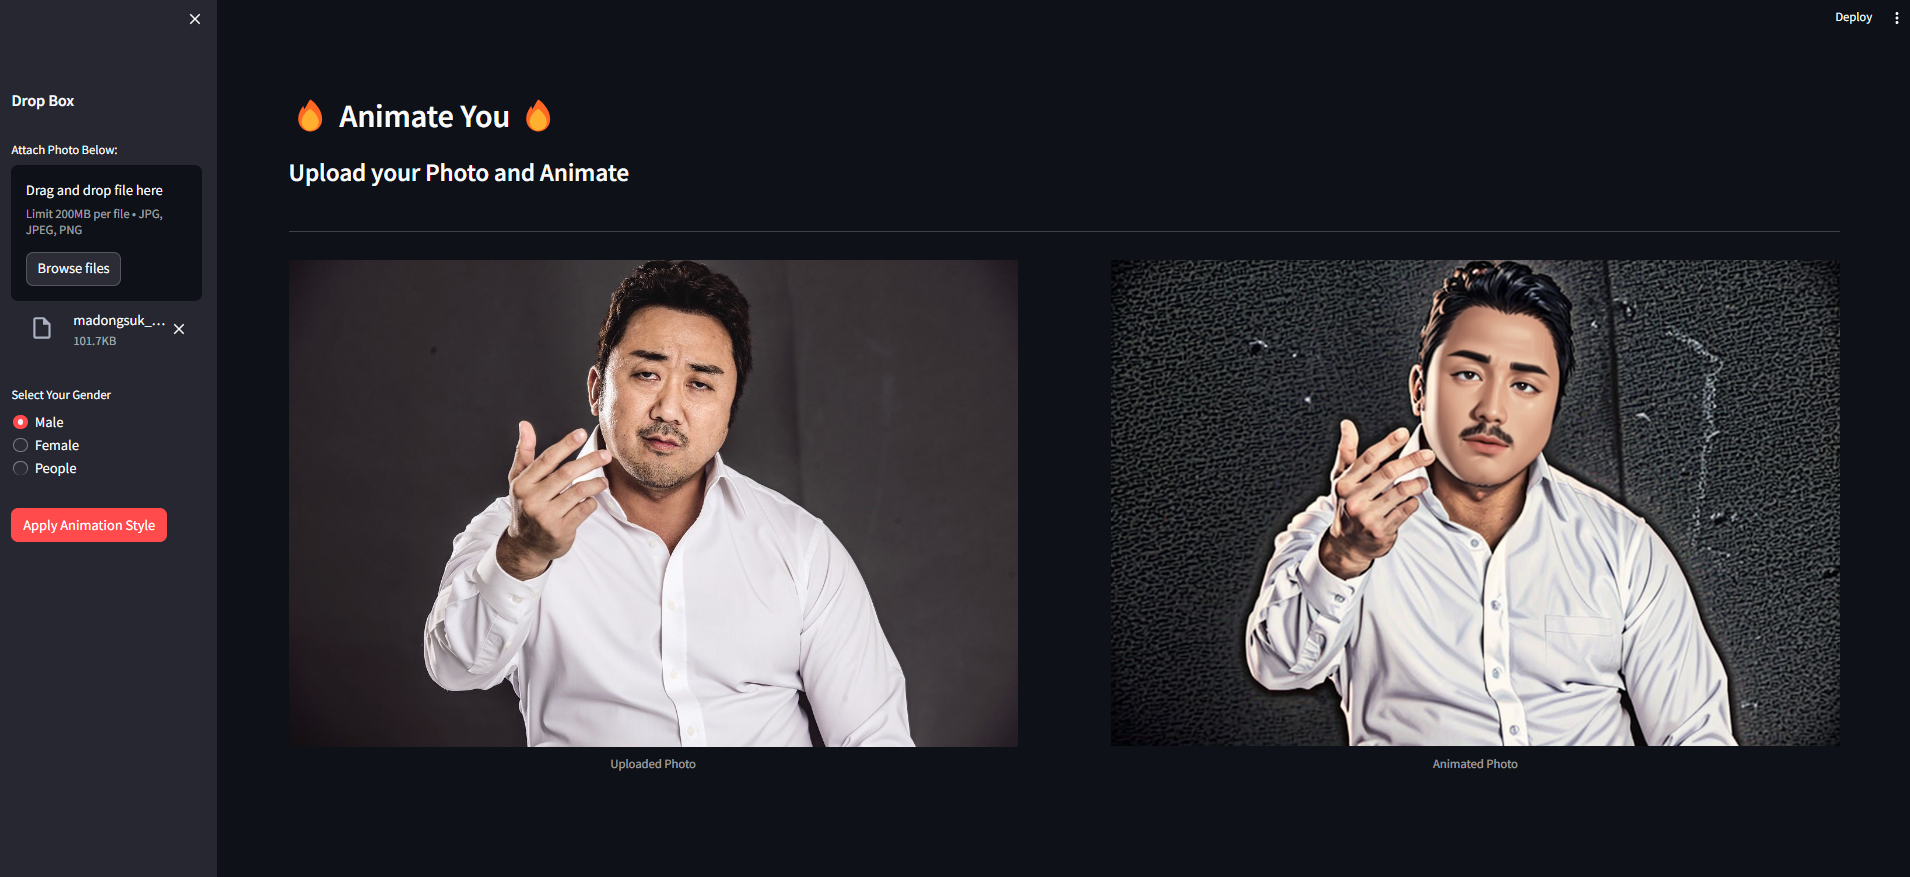 Deploy
Drop Box
Attach Photo Below:
Drag and drop file here
Limit 200MB per file • JPG,
JPEG, PNG
Browse files
madongsuk_...
101.7KB
Select Your Gender
Male
Female
People
Apply Animation Style
🔥 Animate You 🔥
Upload your Photo and Animate
Uploaded Photo
Animated Photo